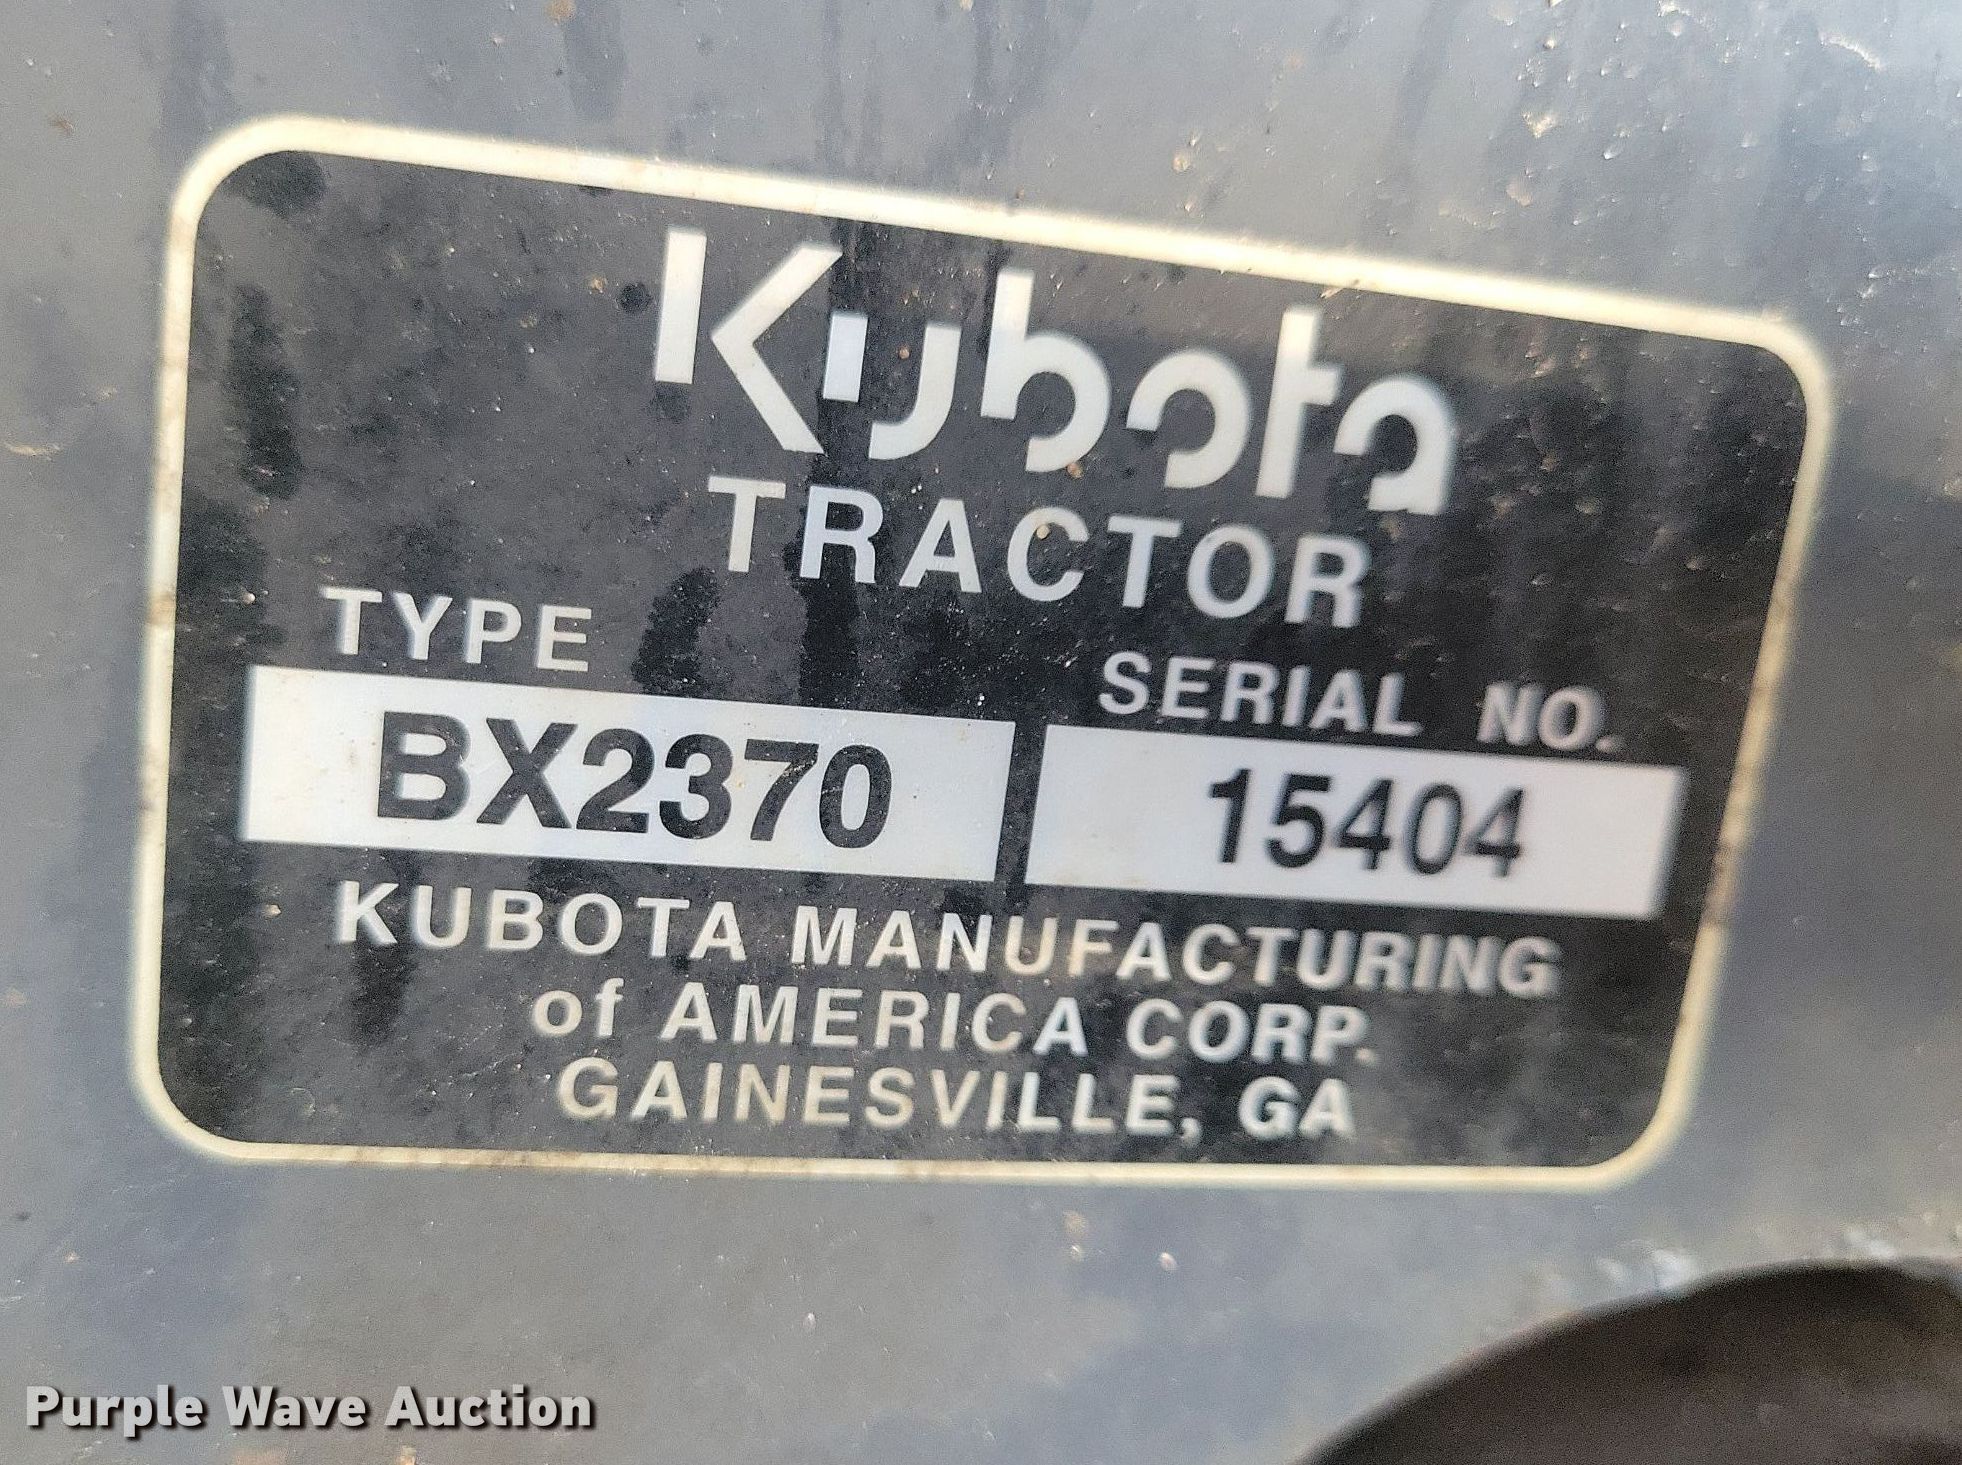 Kubota
TRACTOR
TYPE SERIAL NO.
BX2370 15404
KUBOTA MANUFACTURING
of AMERICA CORP.
GAINESVILLE, GA
Purple Wave Auction